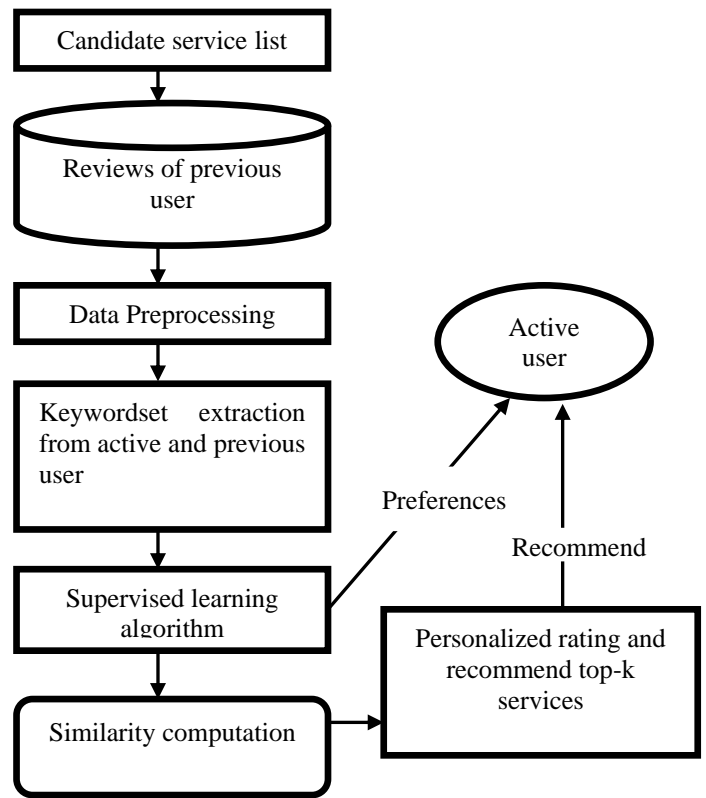 Candidate service list
Reviews of previous
user
Data Preprocessing
Active
user
Keywordset extraction
from active and previous
user
Preferences
Recommend
Supervised learning
algorithm
Personalized rating and
recommend top-k
services
Similarity computation